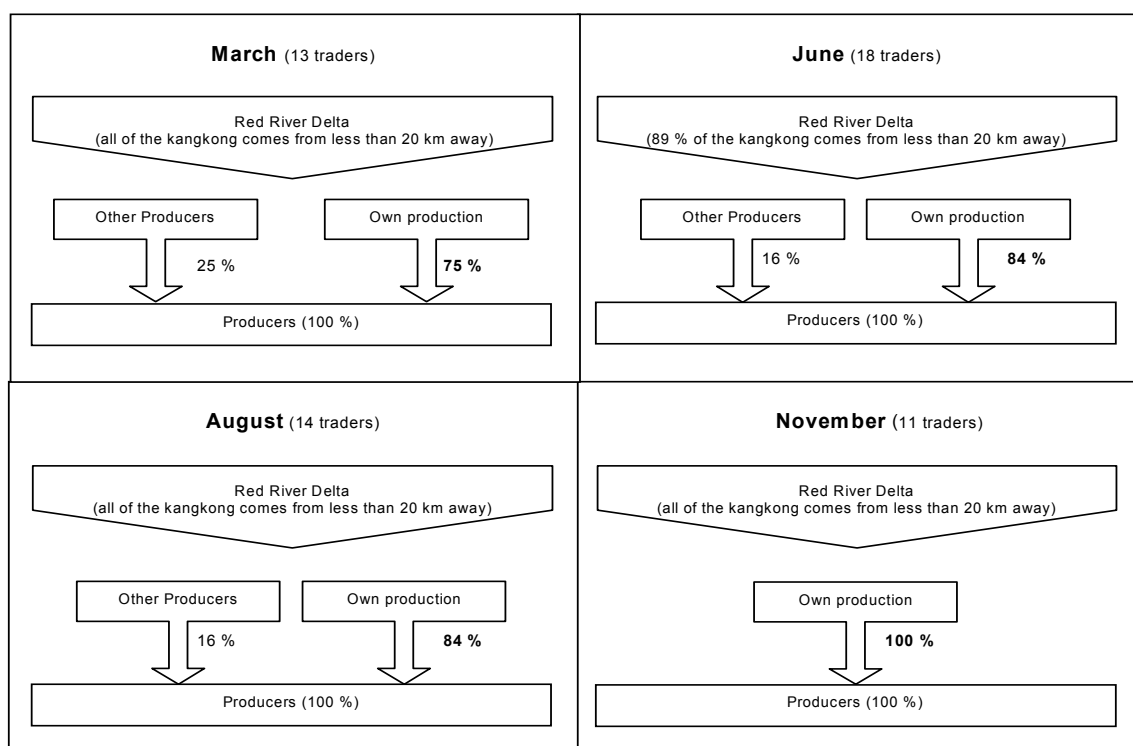 March (13 traders)
Red River Delta
(all of the kangkong comes from less than 20 km away)
Other Producers
Own production
25 %
75 %
Producers (100 %)
June (18 traders)
Red River Delta
(89 % of the kangkong comes from less than 20 km away)
Other Producers
Own production
16 %
84 %
Producers (100 %)
August (14 traders)
Red River Delta
(all of the kangkong comes from less than 20 km away)
Other Producers
Own production
16 %
84 %
Producers (100 %)
November (11 traders)
Red River Delta
(all of the kangkong comes from less than 20 km away)
Own production
100 %
Producers (100 %)